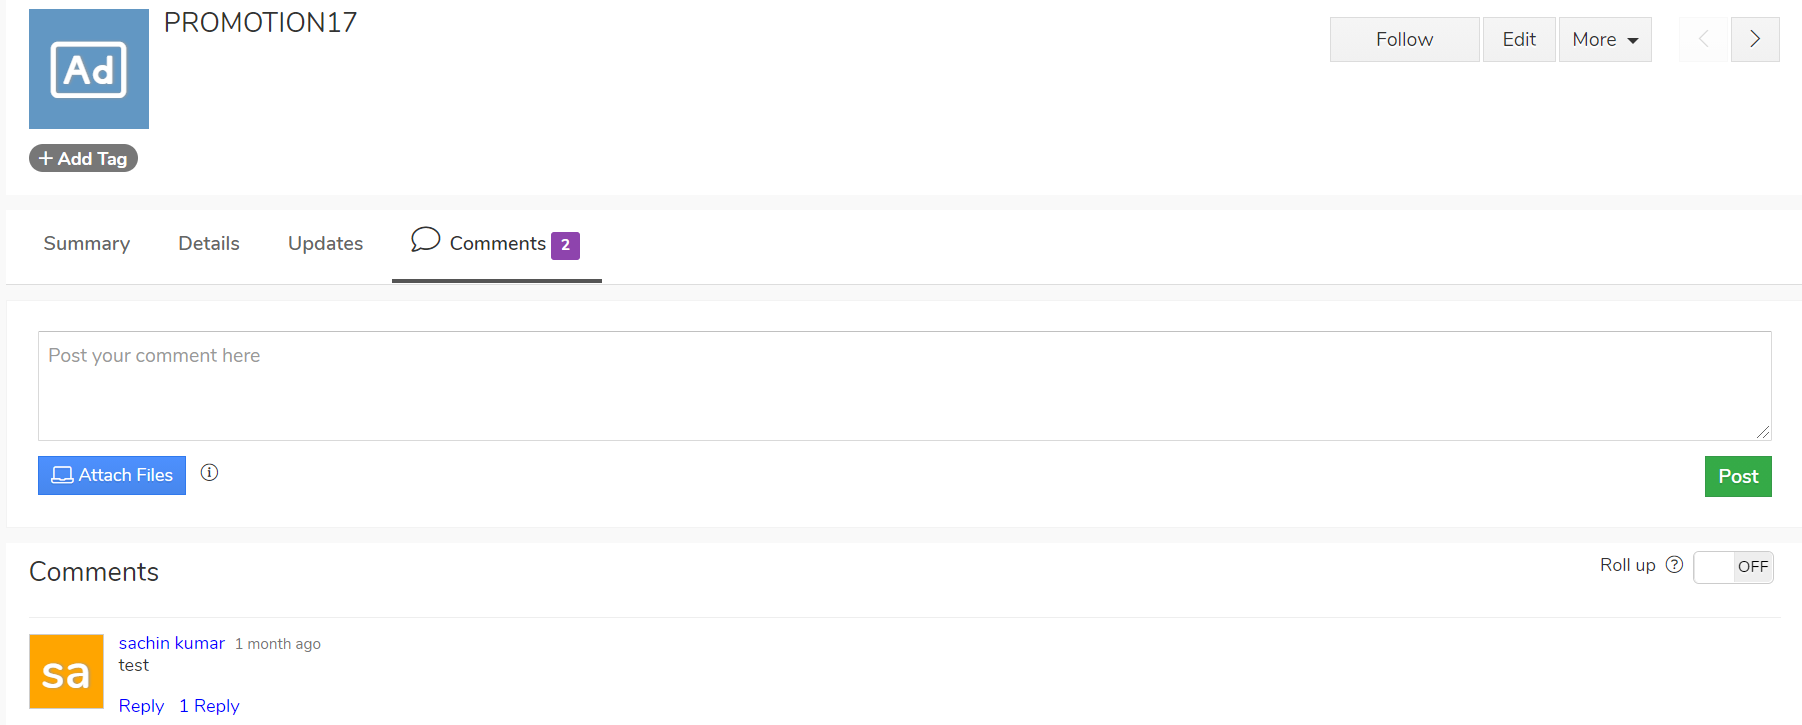 PROMOTION17
Ad
Follow
Edit
More
+ Add Tag
Summary
Details
Updates
Comments 2
Post your comment here
Attach Files
Post
Comments
Roll up
OFF
sa
sachin kumar 1 month ago
test
Reply 1 Reply